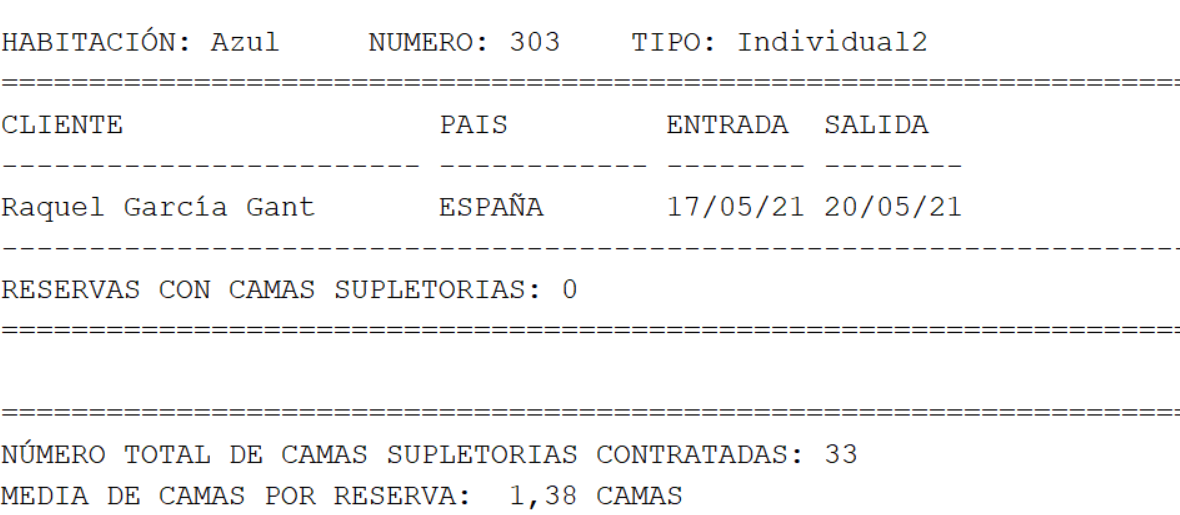 HABITACIÓN: Azul     NUMERO: 303    TIPO: Individual2
====================================================================
CLIENTE                  PAIS         ENTRADA  SALIDA
------------------------ ------------ -------- --------
Raquel García Gant       ESPAÑA       17/05/21 20/05/21
--------------------------------------------------------------------
RESERVAS CON CAMAS SUPLETORIAS: 0
====================================================================
====================================================================
NÚMERO TOTAL DE CAMAS SUPLETORIAS CONTRATADAS: 33
MEDIA DE CAMAS POR RESERVA:  1,38 CAMAS